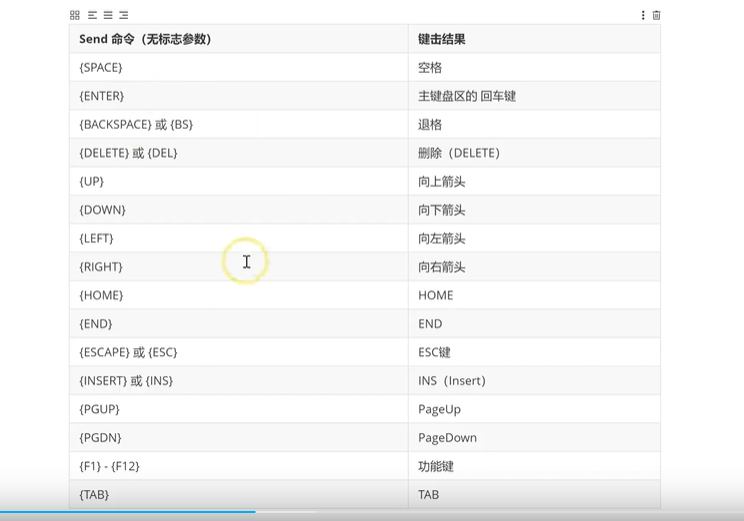 Send 命令（无标志参数） 键击结果
{SPACE} 空格
{ENTER} 主键盘区的 回车键
{BACKSPACE} 或 {BS} 退格
{DELETE} 或 {DEL} 删除（DELETE）
{UP} 向上箭头
{DOWN} 向下箭头
{LEFT} 向左箭头
{RIGHT} 向右箭头
{HOME} HOME
{END} END
{ESCAPE} 或 {ESC} ESC键
{INSERT} 或 {INS} INS（Insert）
{PGUP} PageUp
{PGDN} PageDown
{F1} - {F12} 功能键
{TAB} TAB